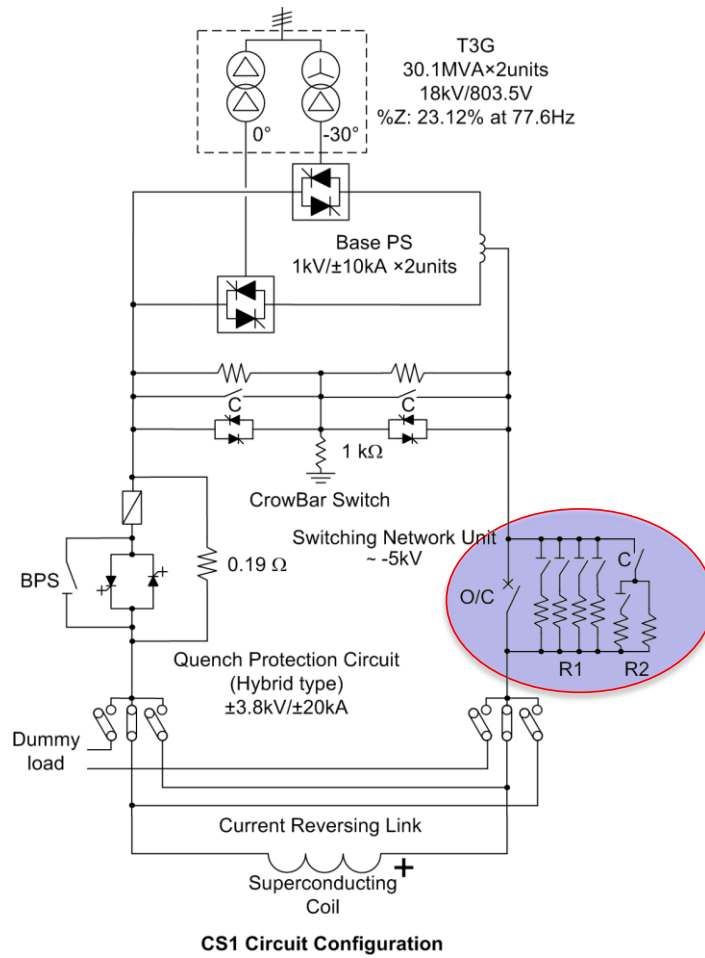 T3G
30.1MVA×2units
18kV/803.5V
%Z: 23.12% at 77.6Hz
0°
-30°
Base PS
1kV/±10kA ×2units
C
C
1 kΩ
CrowBar Switch
Switching Network Unit
~ -5kV
BPS
0.19 Ω
O/C
C
R1
R2
Quench Protection Circuit
(Hybrid type)
±3.8kV/±20kA
Dummy
load
Current Reversing Link
Superconducting
Coil
+
CS1 Circuit Configuration